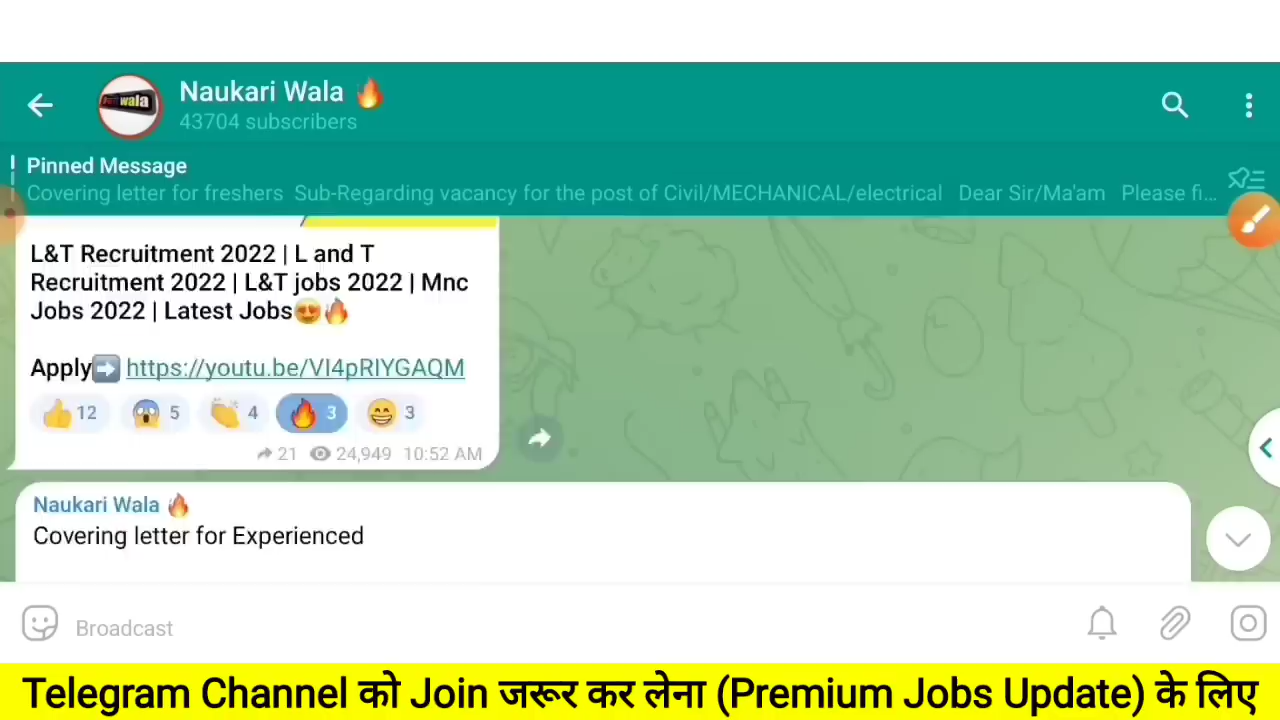 Naukari Wala 🔥
43704 subscribers
Pinned Message
Covering letter for freshers Sub-Regarding vacancy for the post of Civil/MECHANICAL/electrical Dear Sir/Ma'am Please fi...
L&T Recruitment 2022 | L and T
Recruitment 2022 | L&T jobs 2022 | Mnc
Jobs 2022 | Latest Jobs😍🔥
Apply➡️ https://youtu.be/VI4pRIYGAQM
👍 12 😱 5 👏 4 🔥 3 😁 3
21 24,949 10:52 AM
Naukari Wala 🔥
Covering letter for Experienced
Broadcast
Telegram Channel को Join जरूर कर लेना (Premium Jobs Update) के लिए